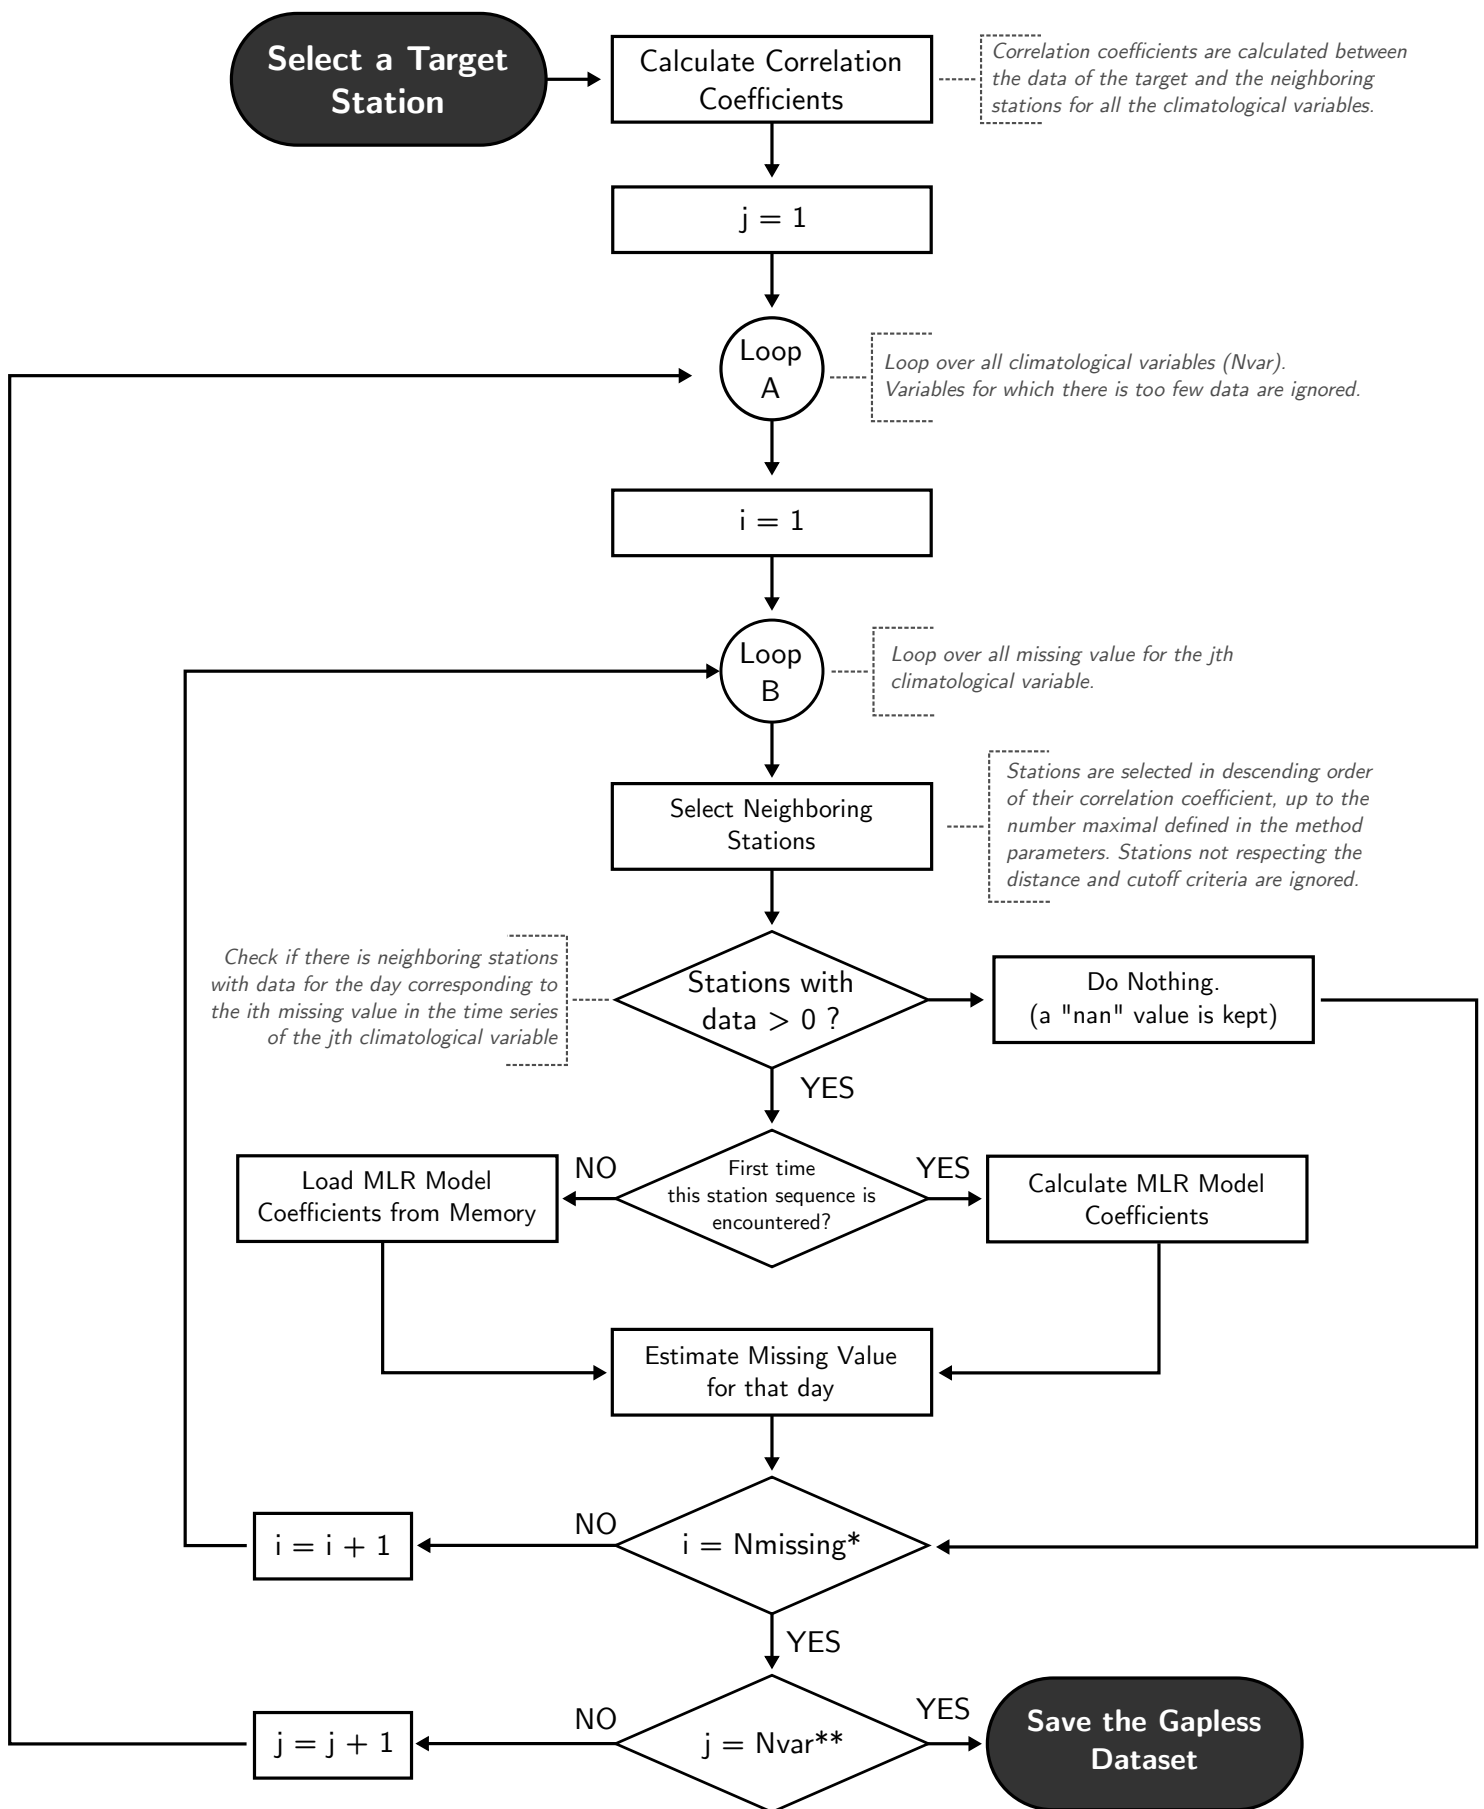 Select a Target
Station
Calculate Correlation
Coefficients
Correlation coefficients are calculated between
the data of the target and the neighboring
stations for all the climatological variables.
j = 1
Loop
A
Loop over all climatological variables (Nvar).
Variables for which there is too few data are ignored.
i = 1
Loop
B
Loop over all missing value for the jth
climatological variable.
Select Neighboring
Stations
Stations are selected in descending order
of their correlation coefficient, up to the
number maximal defined in the method
parameters. Stations not respecting the
distance and cutoff criteria are ignored.
Check if there is neighboring stations
with data for the day corresponding to
the ith missing value in the time series
of the jth climatological variable
Stations with
data > 0 ?
Do Nothing.
(a "nan" value is kept)
YES
Load MLR Model
Coefficients from Memory
NO
First time
this station sequence is
encountered?
YES
Calculate MLR Model
Coefficients
Estimate Missing Value
for that day
i = i + 1
NO
i = Nmissing*
YES
j = j + 1
NO
j = Nvar**
YES
Save the Gapless
Dataset